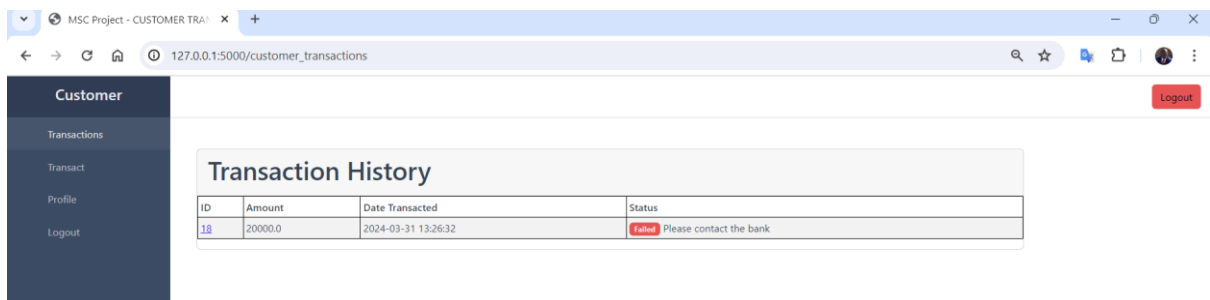 MSC Project - CUSTOMER TRAN
127.0.0.1:5000/customer_transactions
Customer
Logout
Transactions
Transact
Profile
Logout
Transaction History
ID Amount Date Transacted Status
18 20000.0 2024-03-31 13:26:32 Failed Please contact the bank